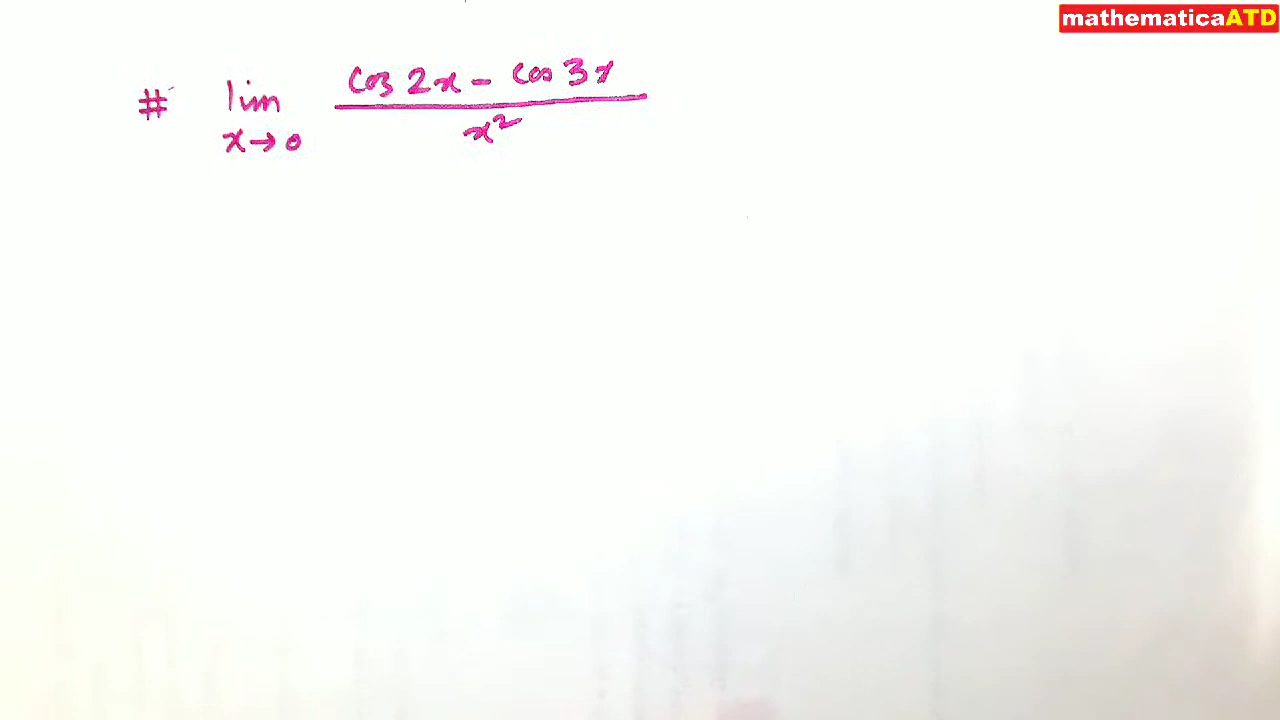 mathematicaATD
# lim x→0 (cos 2x - cos 3x) / x²